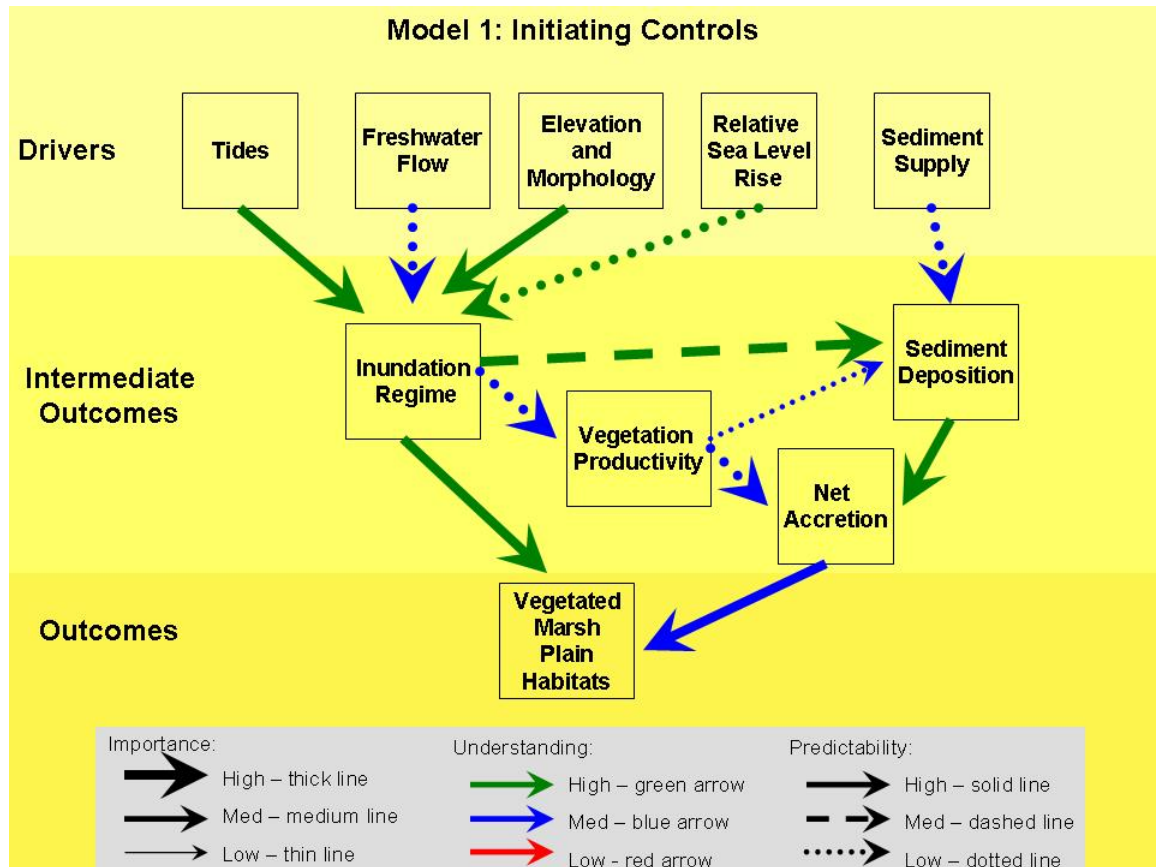 Model 1: Initiating Controls
Drivers
Tides
Freshwater
Flow
Elevation
and
Morphology
Relative
Sea Level
Rise
Sediment
Supply
Intermediate
Outcomes
Inundation
Regime
Vegetation
Productivity
Sediment
Deposition
Net
Accretion
Outcomes
Vegetated
Marsh
Plain
Habitats
Importance:
High – thick line
Med – medium line
Low – thin line
Understanding:
High – green arrow
Med – blue arrow
Low - red arrow
Predictability:
High – solid line
Med – dashed line
Low – dotted line